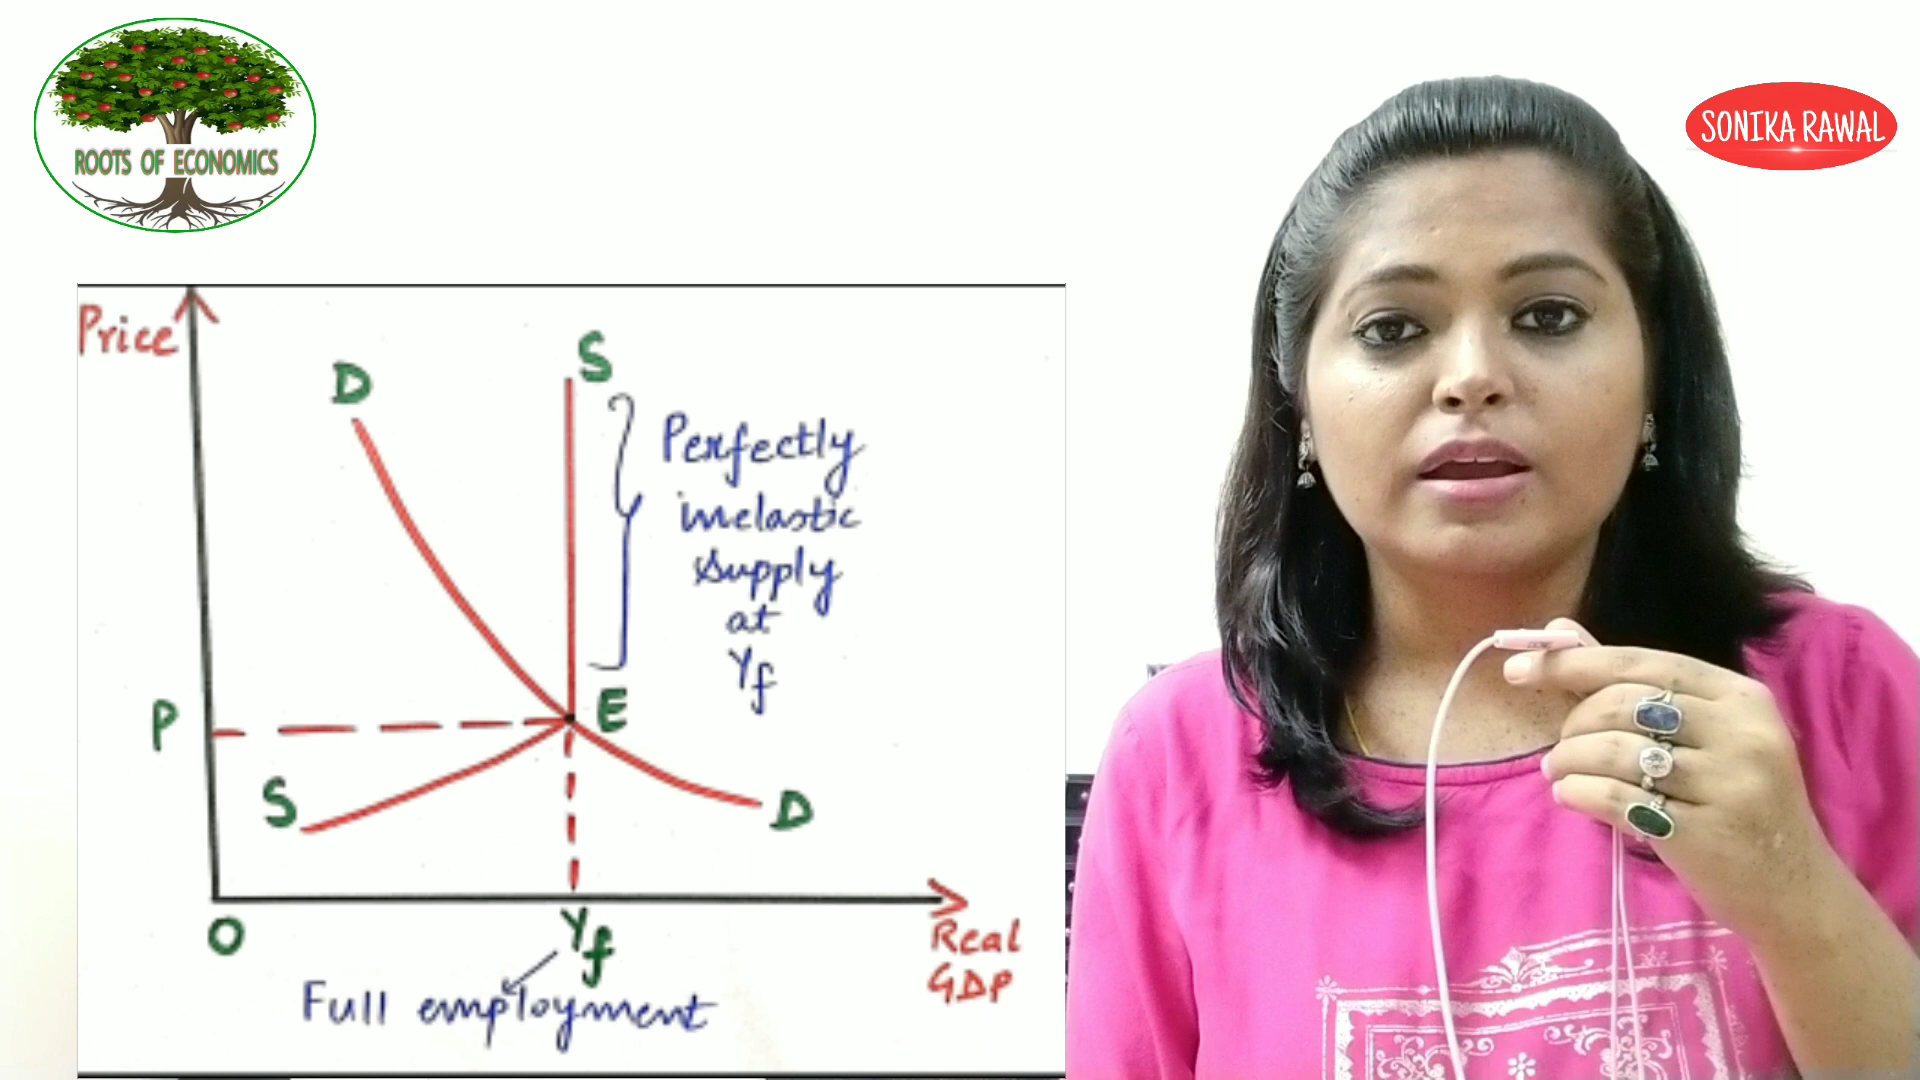 ROOTS OF ECONOMICS
SONIKA RAWAL
Price
D
S
Perfectly
inelastic
supply
at
Yf
E
P
S
D
O
Yf
Real
GDP
Full employment